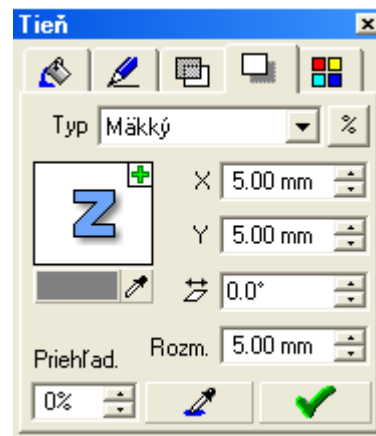 Tieň
Typ Mäkký %
Z
X 5.00 mm
Y 5.00 mm
0.0°
Priehľad. Rozm. 5.00 mm
0%